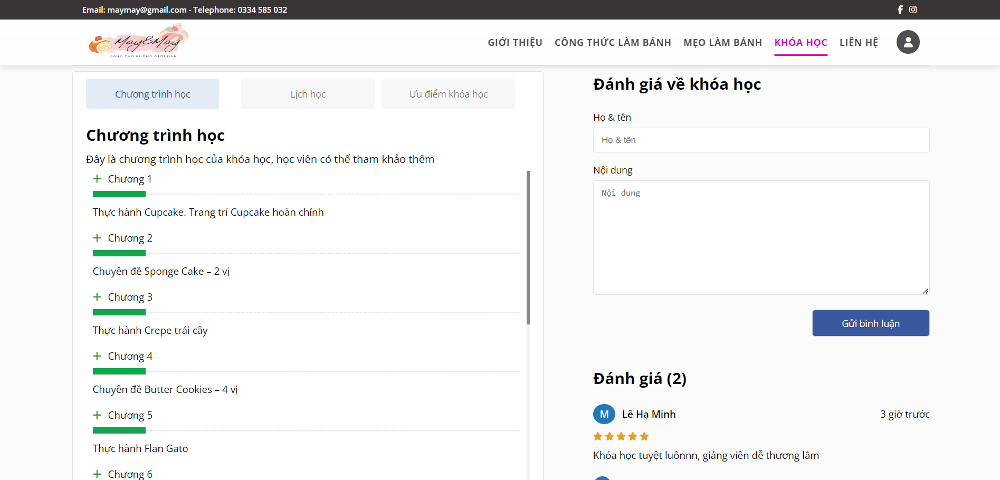 Email: maymay@gmail.com - Telephone: 0334 585 032
May&May
SÁNG TẠO KHÔNG GIỚI HẠN
GIỚI THIỆU CÔNG THỨC LÀM BÁNH MẸO LÀM BÁNH KHÓA HỌC LIÊN HỆ
Chương trình học
Lịch học
Ưu điểm khóa học
Chương trình học
Đây là chương trình học của khóa học, học viên có thể tham khảo thêm
+ Chương 1
Thực hành Cupcake. Trang trí Cupcake hoàn chỉnh
+ Chương 2
Chuyên đề Sponge Cake – 2 vị
+ Chương 3
Thực hành Crepe trái cây
+ Chương 4
Chuyên đề Butter Cookies – 4 vị
+ Chương 5
Thực hành Flan Gato
+ Chương 6
Đánh giá về khóa học
Họ & tên
Họ & tên
Nội dung
Nội dung
Gửi bình luận
Đánh giá (2)
M Lê Hạ Minh 3 giờ trước
Khóa học tuyệt luônnn, giảng viên dễ thương lắm